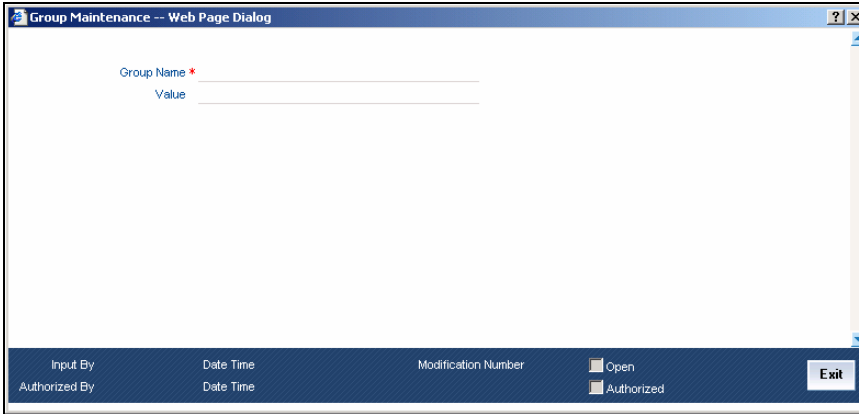 Group Maintenance -- Web Page Dialog
Group Name *
Value
Input By Date Time Modification Number Open
Authorized By Date Time Authorized
Exit